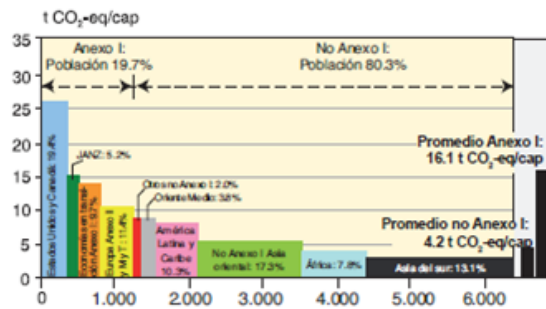 t CO₂-eq/cap
35
30
25
20
15
10
5
0
Anexo I:
Población 19.7%
No Anexo I:
Población 80.3%
Estados Unidos y Canadá: 19.4%
JANZ: 5.2%
Economías en transi-
ción Anexo I: 9.7%
Europa Anexo II
y M y T: 11.4%
Otros no Anexo I: 2.0%
Oriente Medio: 3.8%
América
Latina y
Caribe
10.3%
No Anexo I Asia
oriental: 17.3%
África: 7.8%
Asia del sur: 13.1%
Promedio Anexo I:
16.1 t CO₂-eq/cap
Promedio no Anexo I:
4.2 t CO₂-eq/cap
0
1.000
2.000
3.000
4.000
5.000
6.000